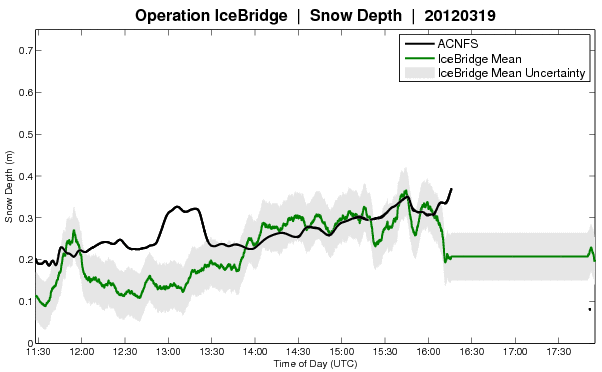 Operation IceBridge | Snow Depth | 20120319
ACNFS
IceBridge Mean
IceBridge Mean Uncertainty
Snow Depth (m)
0.7
0.6
0.5
0.4
0.3
0.2
0.1
0
11:30 12:00 12:30 13:00 13:30 14:00 14:30 15:00 15:30 16:00 16:30 17:00 17:30
Time of Day (UTC)